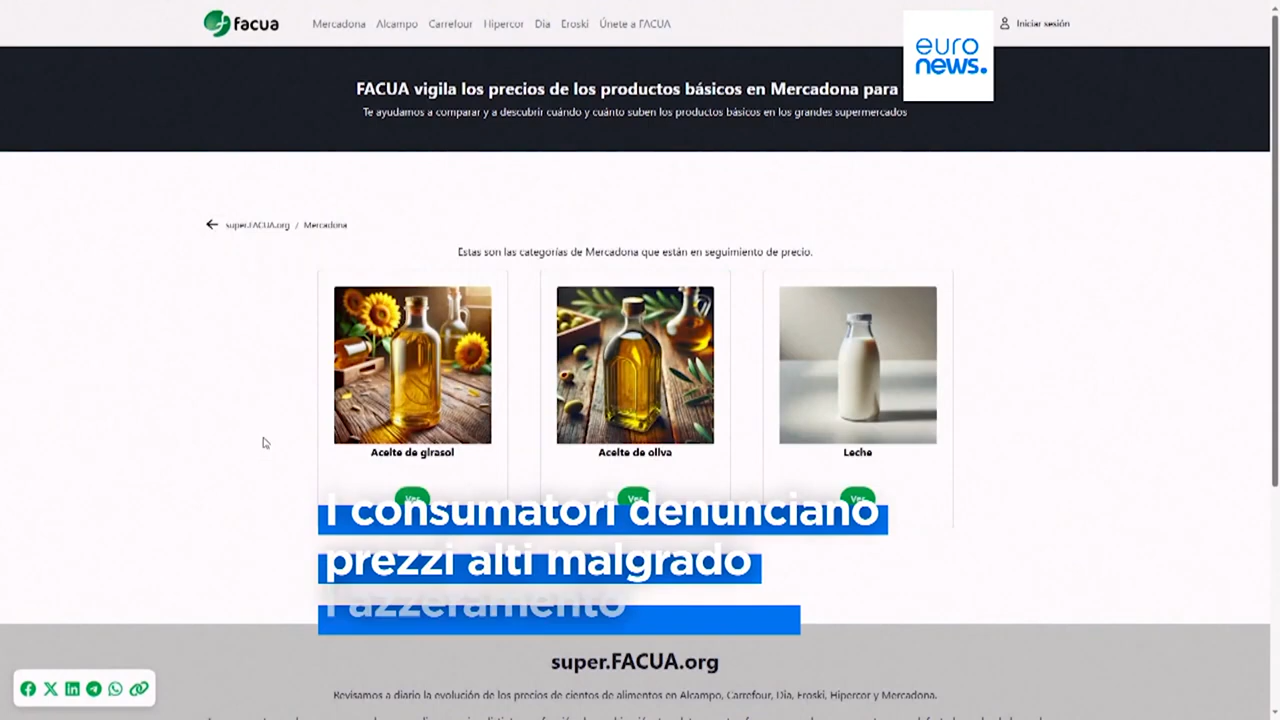 facua
Mercadona Alcampo Carrefour Hipercor Dia Eroski Únete a FACUA
euro
news.
Iniciar sesión
FACUA vigila los precios de los productos básicos en Mercadona para
Te ayudamos a comparar y a descubrir cuándo y cuánto suben los productos básicos en los grandes supermercados
super.FACUA.org / Mercadona
Estas son las categorías de Mercadona que están en seguimiento de precio.
Aceite de girasol
Aceite de oliva
Leche
Ver
Ver
Ver
I consumatori denunciano
prezzi alti malgrado
l'azzeramento
super.FACUA.org
Revisamos a diario la evolución de los precios de cientos de alimentos en Alcampo, Carrefour, Dia, Eroski, Hipercor y Mercadona.